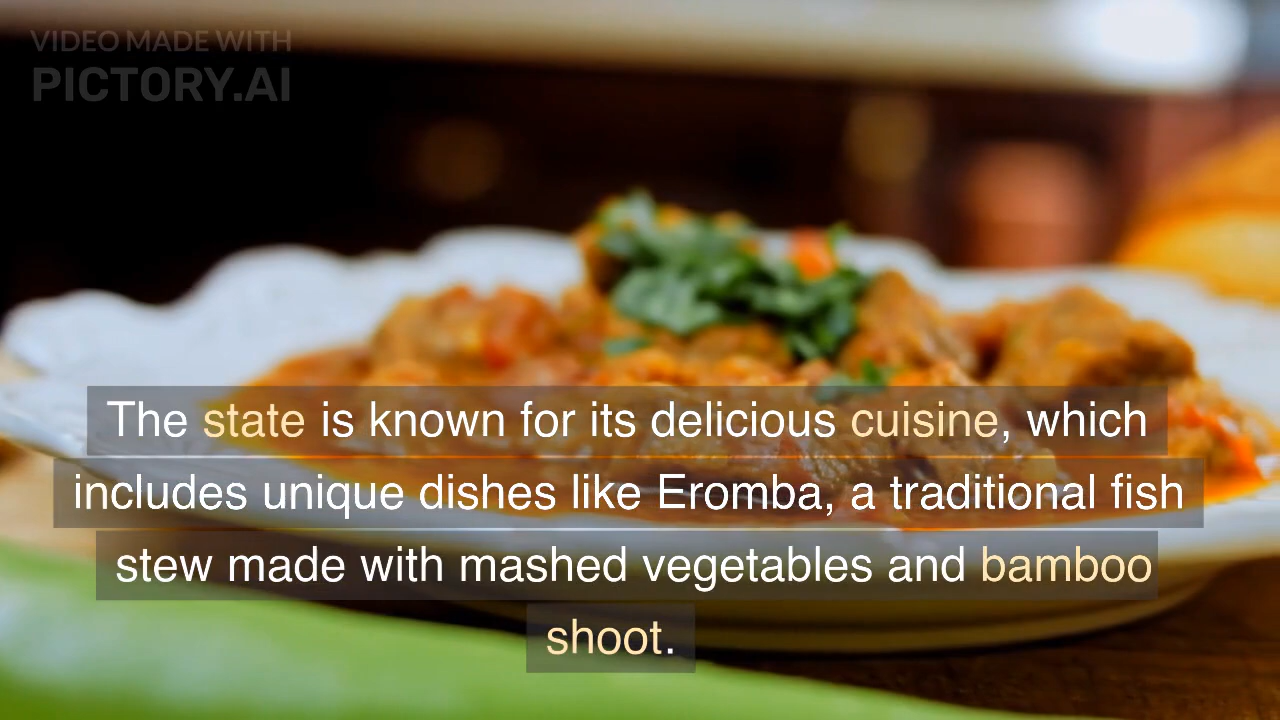 VIDEO MADE WITH
PICTORY.AI
The state is known for its delicious cuisine, which
includes unique dishes like Eromba, a traditional fish
stew made with mashed vegetables and bamboo
shoot.